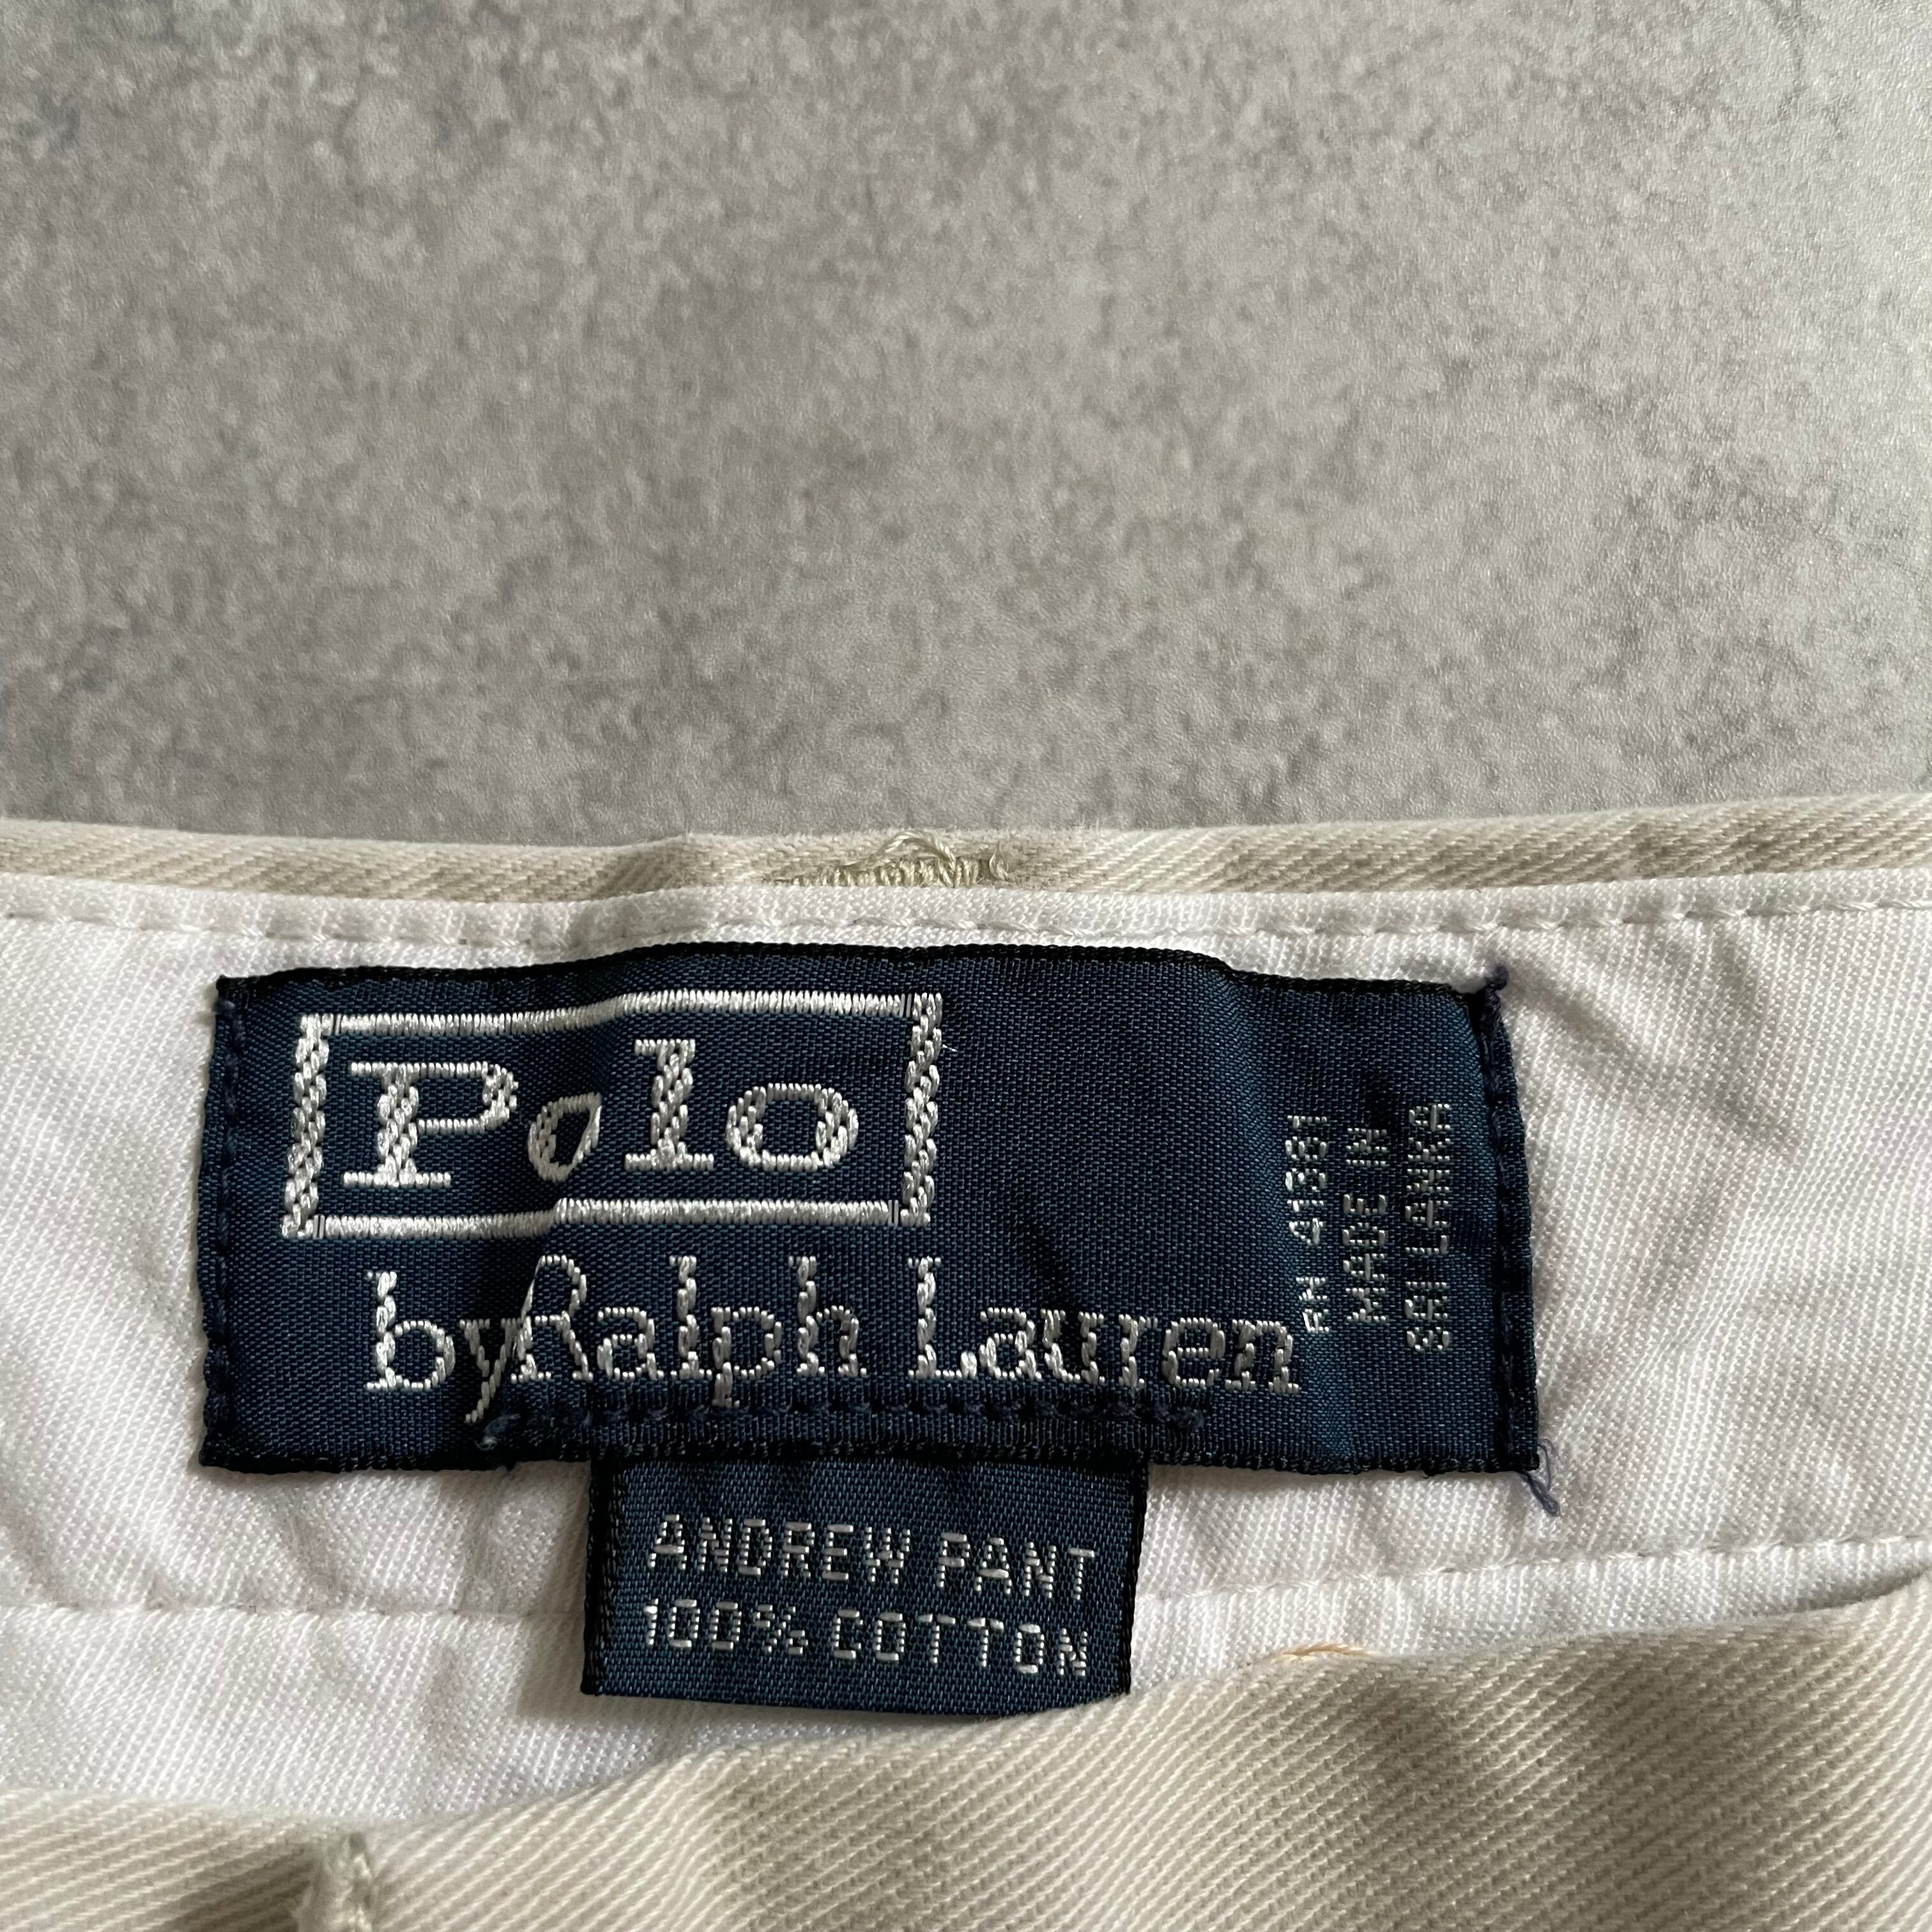 Polo
by Ralph Lauren
RN 41381
MADE IN
SRI LANKA
ANDREW PANT
100% COTTON